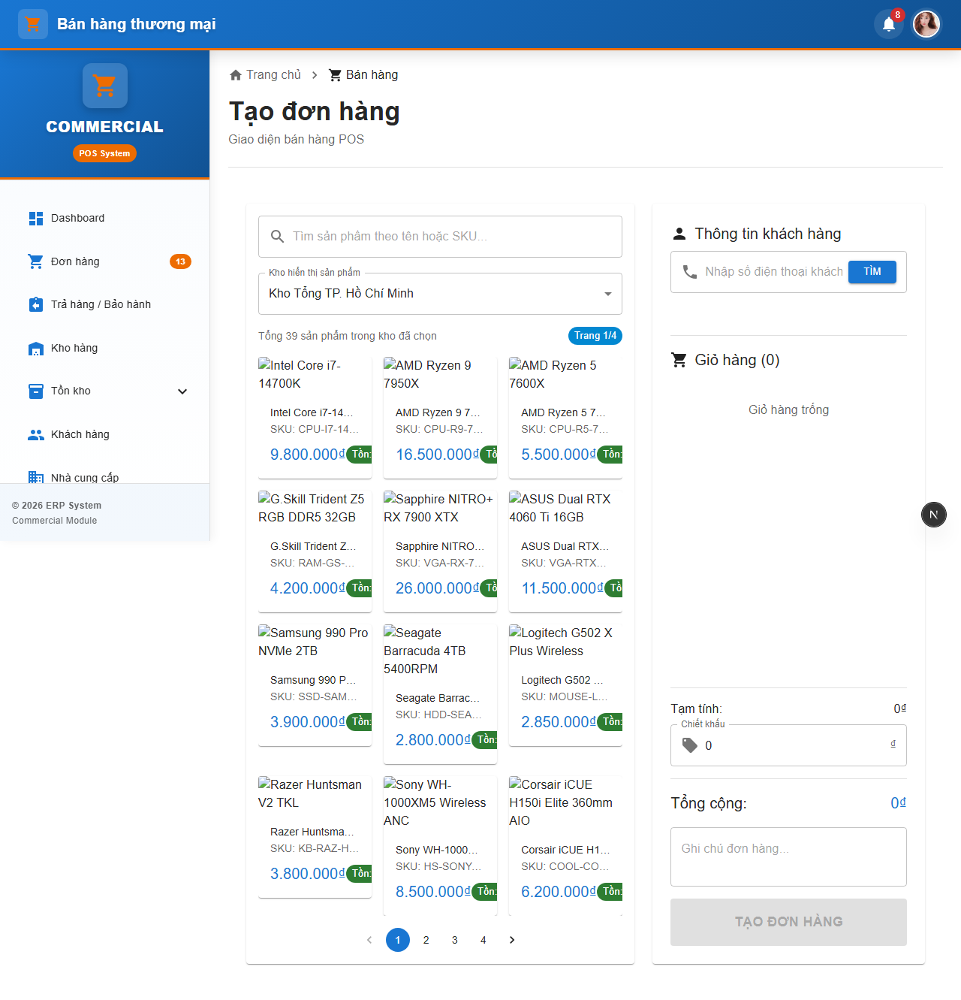 Bán hàng thương mại
8
COMMERCIAL
POS System
Dashboard
Đơn hàng
13
Trả hàng / Bảo hành
Kho hàng
Tồn kho
Khách hàng
Nhà cung cấp
© 2026 ERP System
Commercial Module
Trang chủ
Bán hàng
Tạo đơn hàng
Giao diện bán hàng POS
Tìm sản phẩm theo tên hoặc SKU...
Kho hiển thị sản phẩm
Kho Tổng TP. Hồ Chí Minh
Tổng 39 sản phẩm trong kho đã chọn
Trang 1/4
Intel Core i7-
14700K
Intel Core i7-14...
SKU: CPU-I7-14...
9.800.000₫
Tồn:
AMD Ryzen 9
7950X
AMD Ryzen 9 7...
SKU: CPU-R9-7...
16.500.000₫
Tồ
AMD Ryzen 5
7600X
AMD Ryzen 5 7...
SKU: CPU-R5-7...
5.500.000₫
Tồn:
G.Skill Trident Z5
RGB DDR5 32GB
G.Skill Trident Z...
SKU: RAM-GS-...
4.200.000₫
Tồn:
Sapphire NITRO+
RX 7900 XTX
Sapphire NITRO...
SKU: VGA-RX-7...
26.000.000₫
Tồ
ASUS Dual RTX
4060 Ti 16GB
ASUS Dual RTX...
SKU: VGA-RTX...
11.500.000₫
Tồ
Samsung 990 Pro
NVMe 2TB
Samsung 990 P...
SKU: SSD-SAM...
3.900.000₫
Tồn:
Seagate
Barracuda 4TB
5400RPM
Seagate Barrac...
SKU: HDD-SEA...
2.800.000₫
Tồn:
Logitech G502 X
Plus Wireless
Logitech G502 ...
SKU: MOUSE-L...
2.850.000₫
Tồn:
Razer Huntsman
V2 TKL
Razer Huntsma...
SKU: KB-RAZ-H...
3.800.000₫
Tồn:
Sony WH-
1000XM5 Wireless
ANC
Sony WH-1000...
SKU: HS-SONY...
8.500.000₫
Tồn:
Corsair iCUE
H150i Elite 360mm
AIO
Corsair iCUE H1...
SKU: COOL-CO...
6.200.000₫
Tồn:
1
2
3
4
Thông tin khách hàng
Nhập số điện thoại khách
TÌM
Giỏ hàng (0)
Giỏ hàng trống
N
Tạm tính:
0₫
Chiết khấu
0
₫
Tổng cộng:
0₫
Ghi chú đơn hàng...
TẠO ĐƠN HÀNG